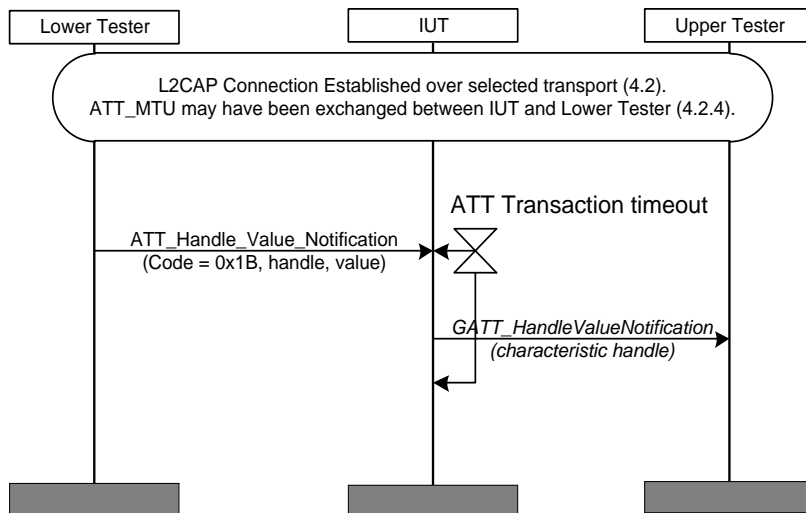 Lower Tester
IUT
Upper Tester
L2CAP Connection Established over selected transport (4.2).
ATT_MTU may have been exchanged between IUT and Lower Tester (4.2.4).
ATT Transaction timeout
ATT_Handle_Value_Notification
(Code = 0x1B, handle, value)
GATT_HandleValueNotification
(characteristic handle)